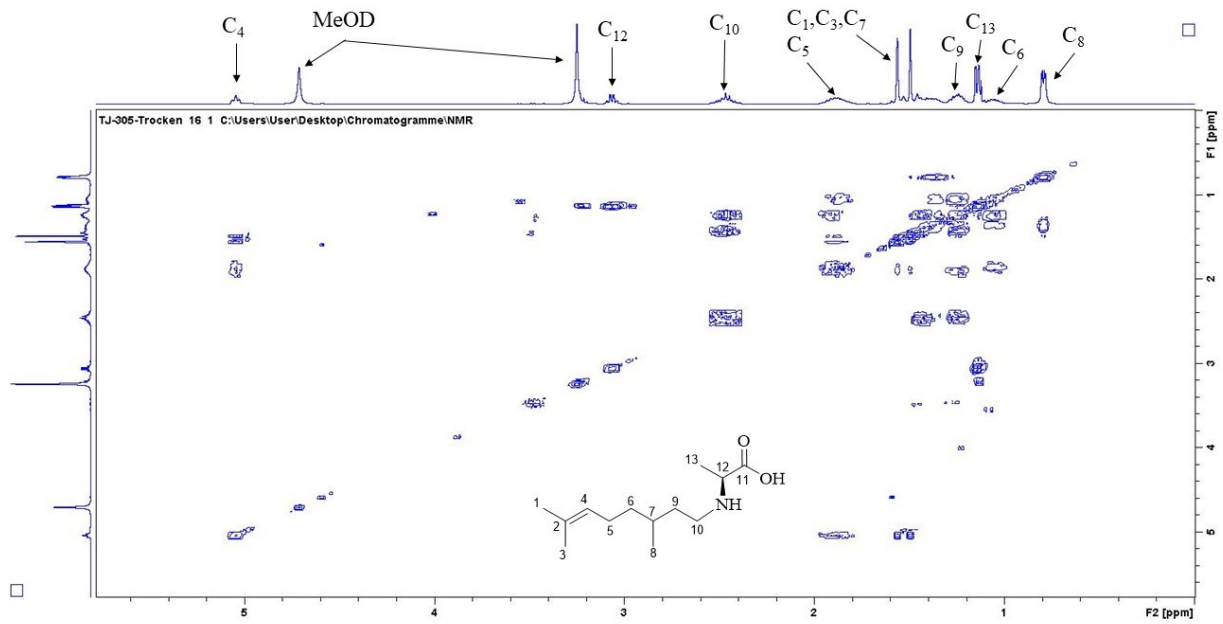 C4
MeOD
C12
C10
C1,C3,C7
C5
C9
C13
C6
C8
TJ-305-Trocken 16 1 C:\Users\User\Desktop\Chromatogramme\NMR
F1 [ppm]
1
2
3
4
5
O
13
12
11
OH
NH
1
2
3
4
5
6
7
8
9
10
5
4
3
2
1
F2 [ppm]